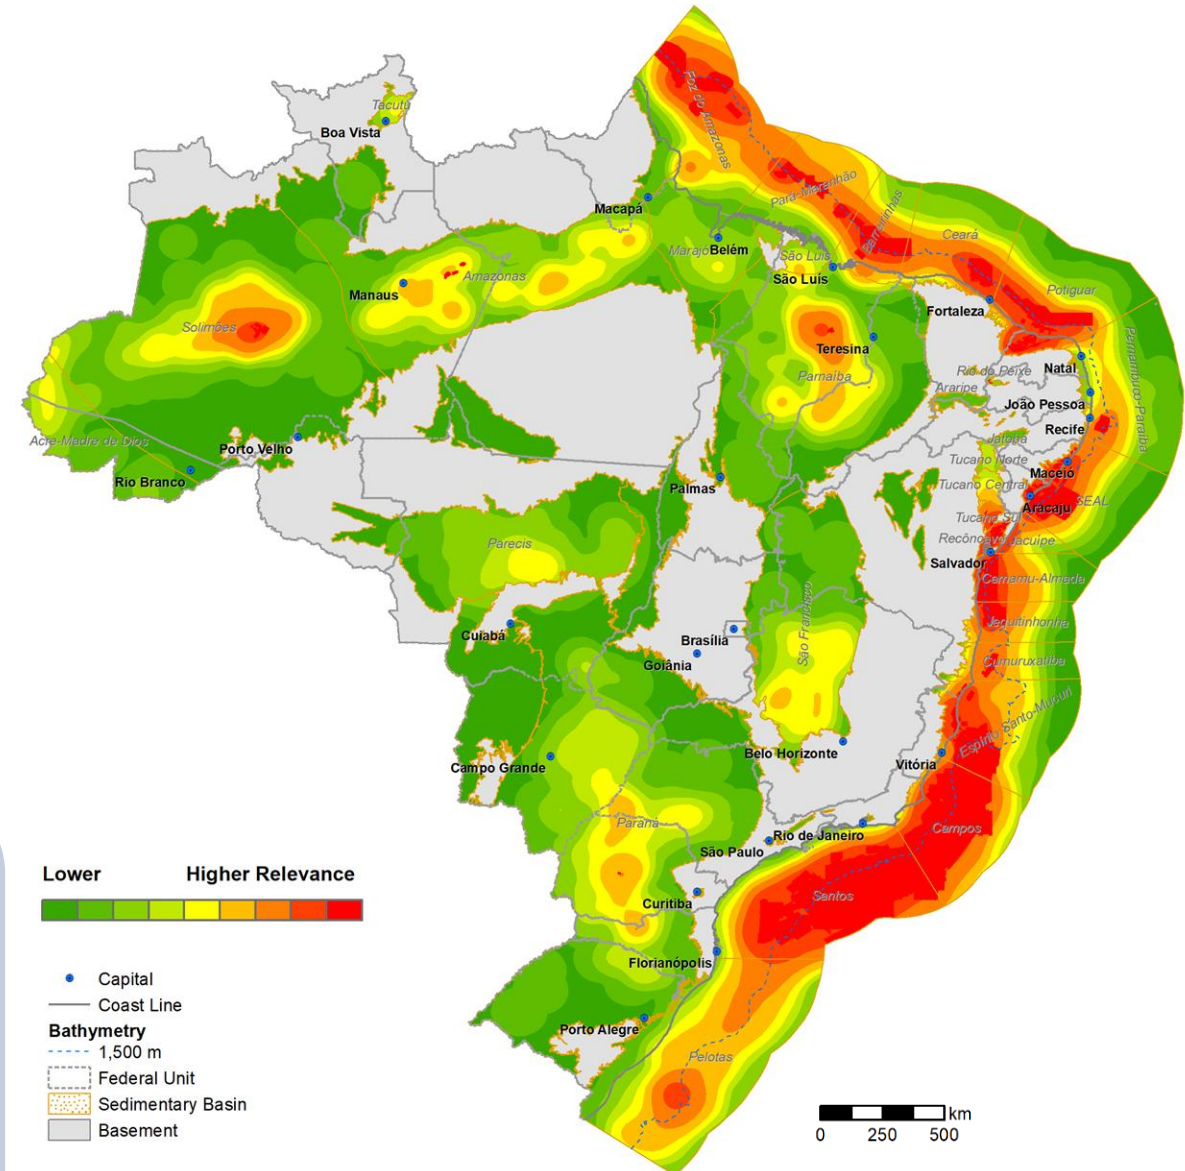 Tacutú
Boa Vista
Foz do Amazonas
Macapá
Pará-Maranhão
Barreirinhas
Marajó
Belém
São Luís
São Luís
Ceará
Amazonas
Manaus
Fortaleza
Potiguar
Solimões
Teresina
Parnaíba
Pernambuco-Paraíba
Rio do Peixe
Natal
Araripe
João Pessoa
Recife
Acre-Madre de Dios
Porto Velho
Jatobá
Tucano Norte
Maceió
Rio Branco
Palmas
Tucano Central
SEAL
Aracaju
Tucano Sul
Recôncavo
Jacuípe
Parecis
Salvador
Camamu-Almada
São Francisco
Jequitinhonha
Cuiabá
Brasília
Goiânia
Cumuruxatiba
Espírito Santo-Mucuri
Belo Horizonte
Campo Grande
Vitória
Paraná
Rio de Janeiro
Campos
São Paulo
Lower
Higher Relevance
Santos
Curitiba
Florianópolis
Capital
Coast Line
Porto Alegre
Bathymetry
1,500 m
Pelotas
Federal Unit
Sedimentary Basin
Basement
km
0 250 500